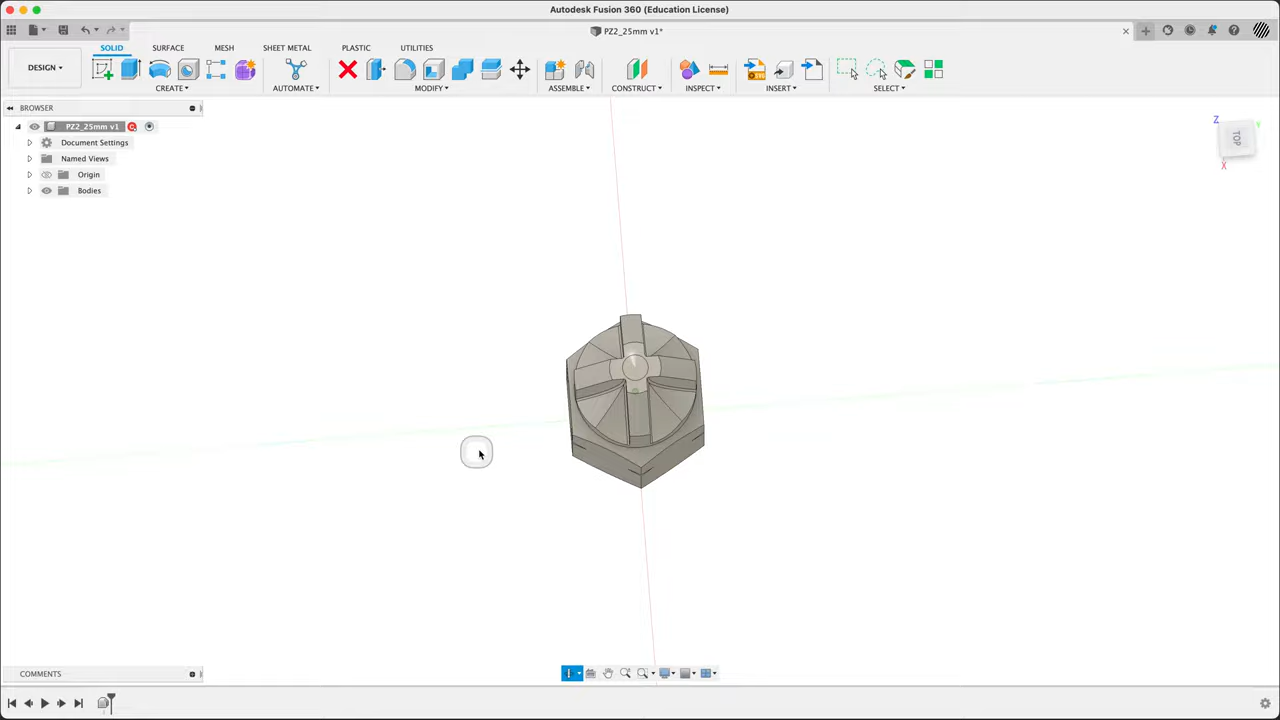 Autodesk Fusion 360 (Education License)
PZ2_25mm v1*
SOLID SURFACE MESH SHEET METAL PLASTIC UTILITIES
DESIGN
CREATE AUTOMATE MODIFY ASSEMBLE CONSTRUCT INSPECT INSERT SELECT
BROWSER
PZ2_25mm v1
Document Settings
Named Views
Origin
Bodies
Z
TOP
X
COMMENTS